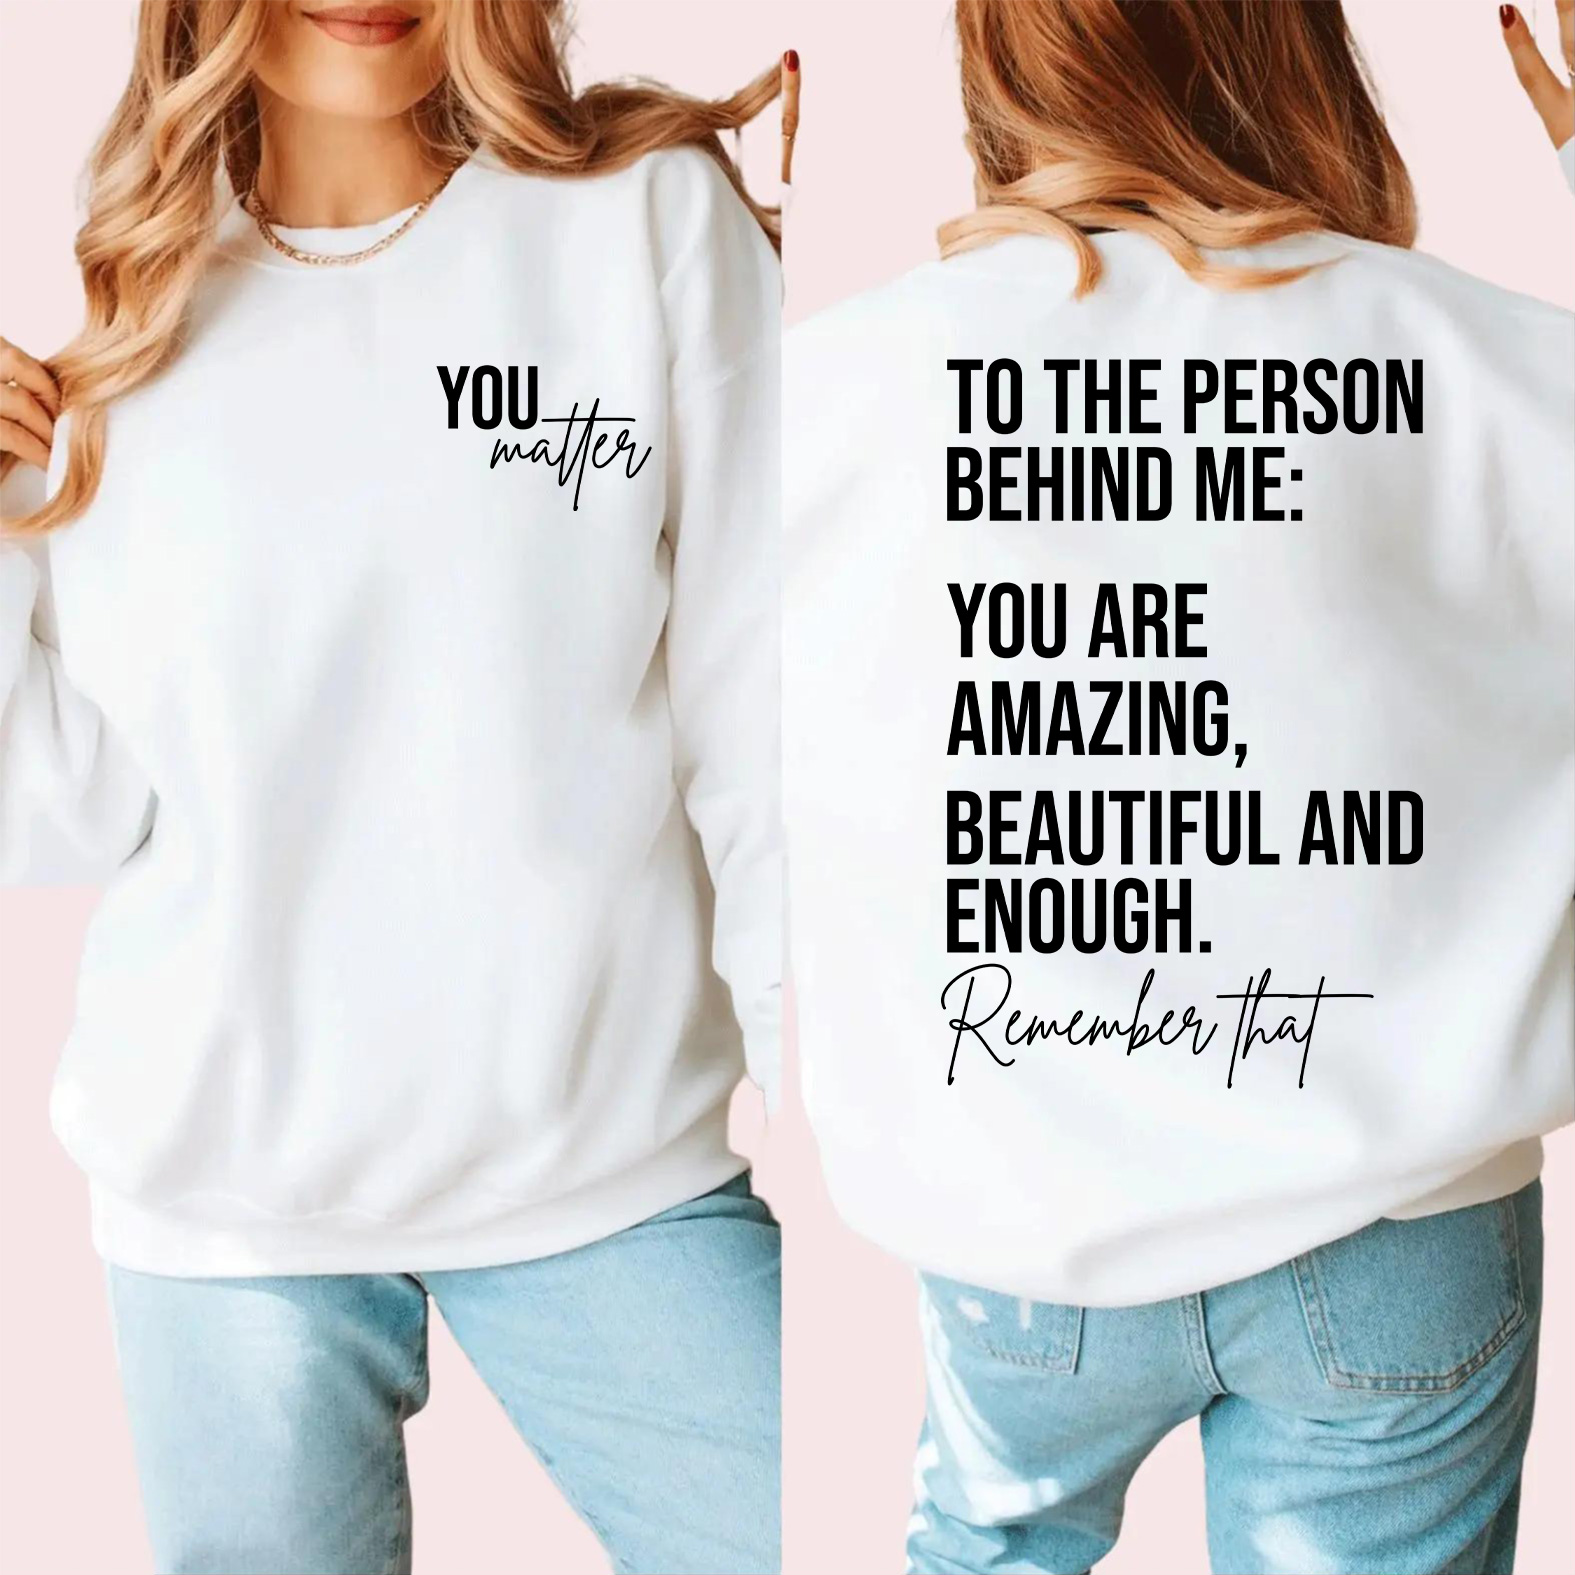 YOU
matter
TO THE PERSON
BEHIND ME:
YOU ARE
AMAZING,
BEAUTIFUL AND
ENOUGH.
Remember that